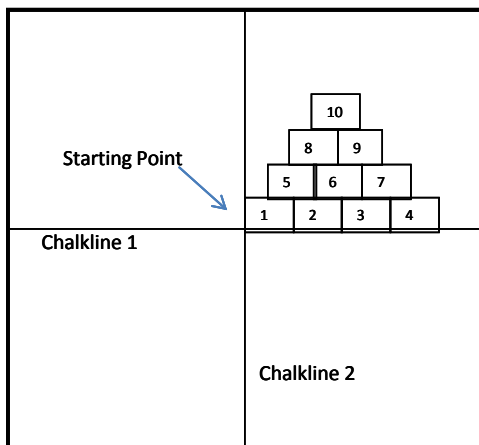 10
8 9
Starting Point
5 6 7
1 2 3 4
Chalkline 1
Chalkline 2